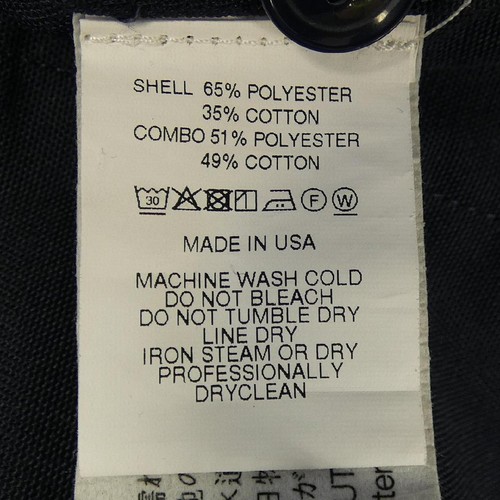 SHELL 65% POLYESTER
35% COTTON
COMBO 51% POLYESTER
49% COTTON
30 F W
MADE IN USA
MACHINE WASH COLD
DO NOT BLEACH
DO NOT TUMBLE DRY
LINE DRY
IRON STEAM OR DRY
PROFESSIONALLY
DRYCLEAN